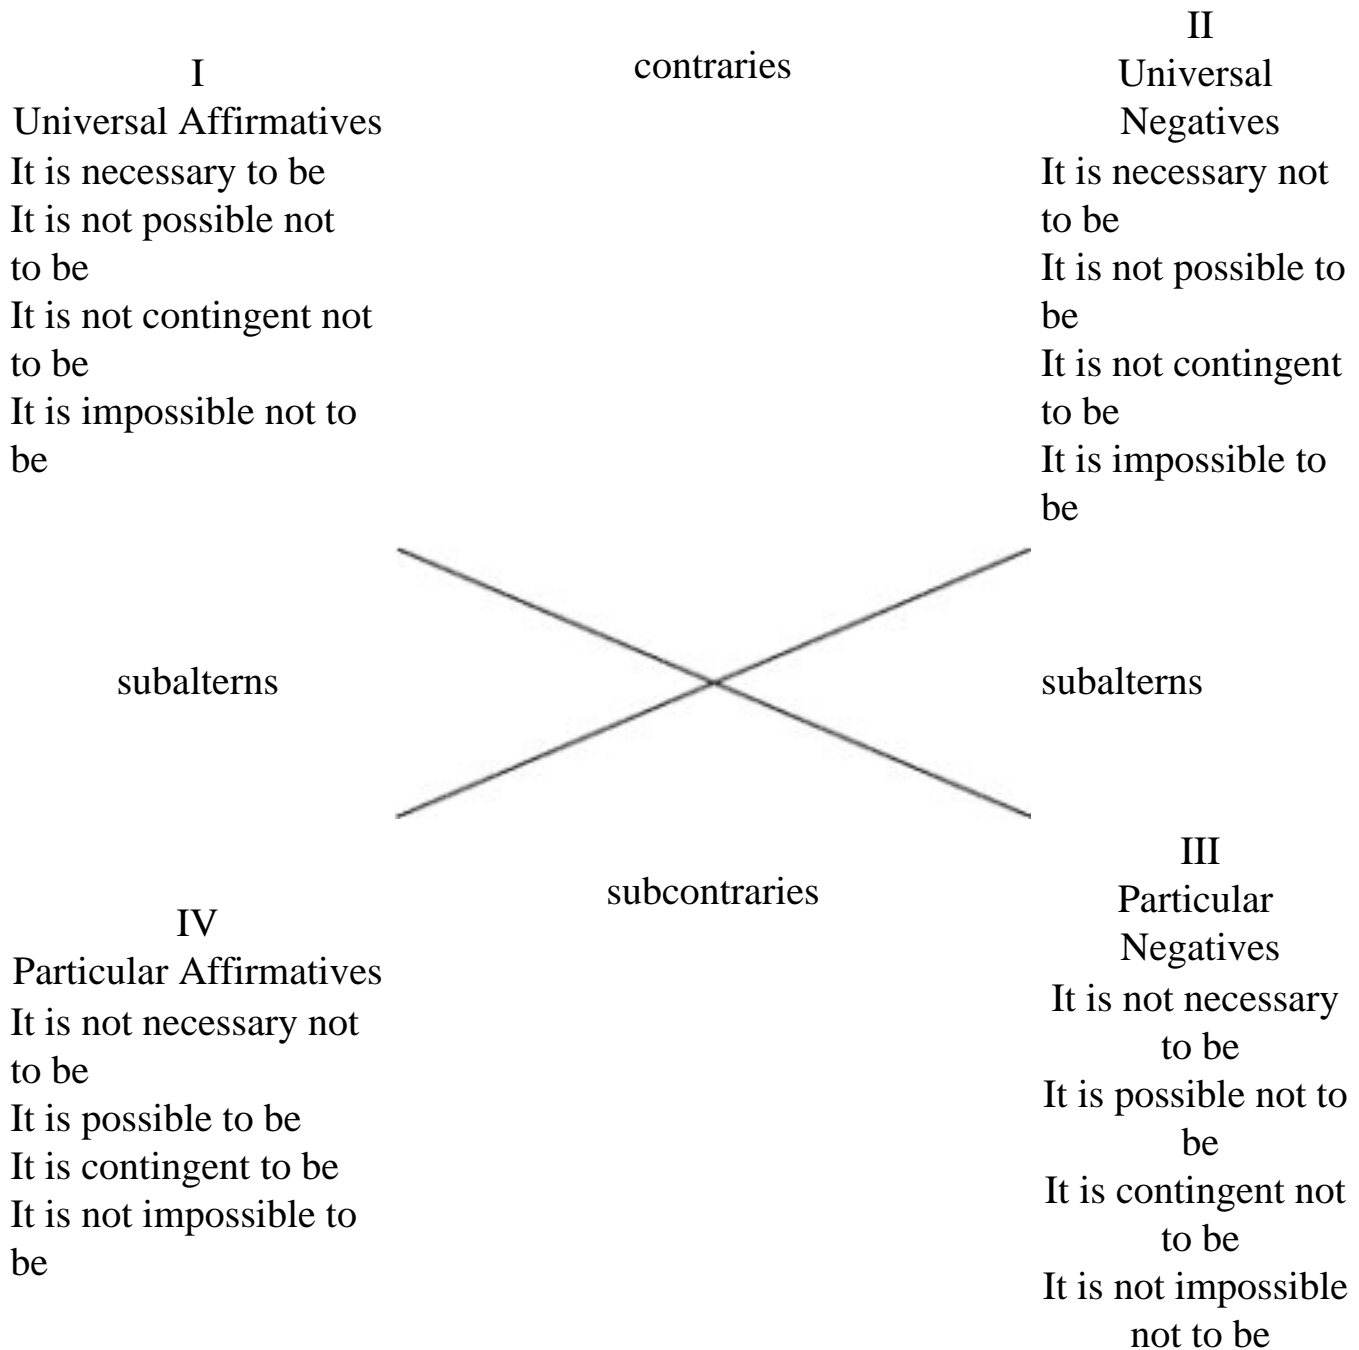 I
Universal Affirmatives
It is necessary to be
It is not possible not
to be
It is not contingent not
to be
It is impossible not to
be
contraries
II
Universal
Negatives
It is necessary not
to be
It is not possible to
be
It is not contingent
to be
It is impossible to
be
subalterns
subalterns
IV
Particular Affirmatives
It is not necessary not
to be
It is possible to be
It is contingent to be
It is not impossible to
be
subcontraries
III
Particular
Negatives
It is not necessary
to be
It is possible not to
be
It is contingent not
to be
It is not impossible
not to be